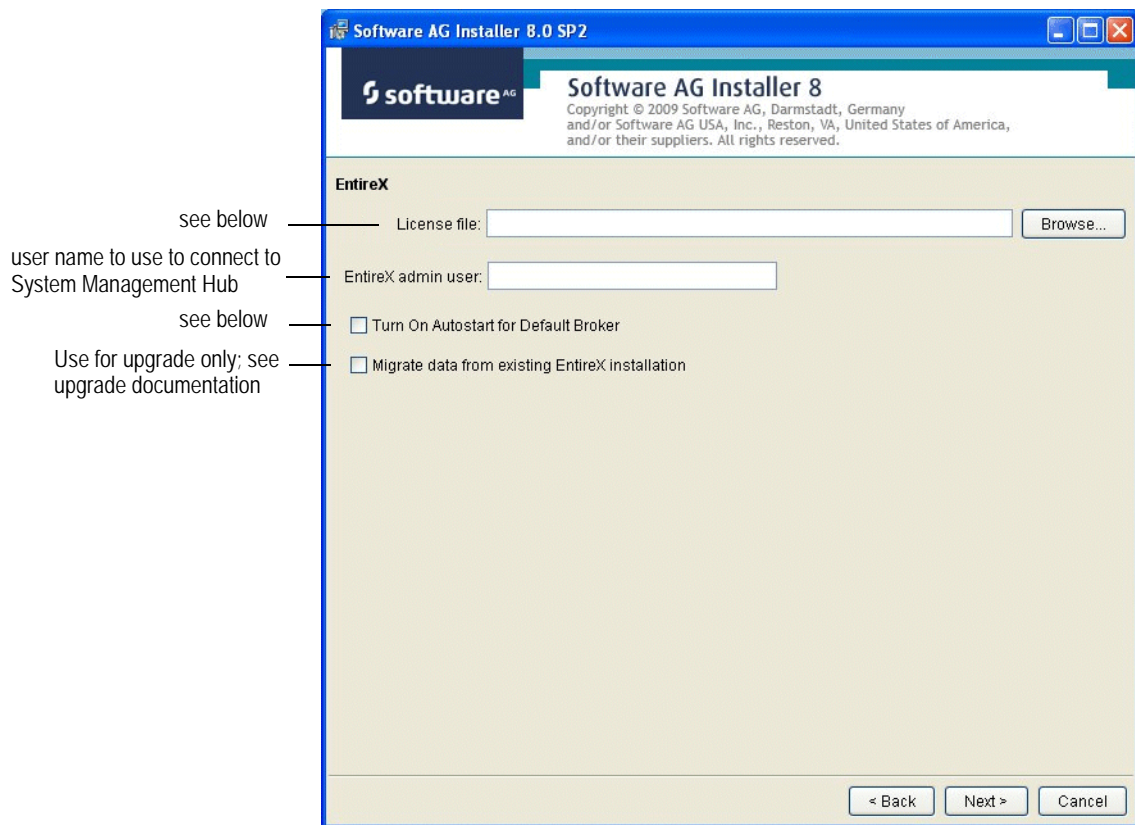 Software AG Installer 8.0 SP2
software AG
Software AG Installer 8
Copyright © 2009 Software AG, Darmstadt, Germany
and/or Software AG USA, Inc., Reston, VA, United States of America,
and/or their suppliers. All rights reserved.
EntireX
see below
License file:
Browse...
user name to use to connect to
System Management Hub
EntireX admin user:
see below
Turn On Autostart for Default Broker
Use for upgrade only; see
upgrade documentation
Migrate data from existing EntireX installation
< Back
Next >
Cancel